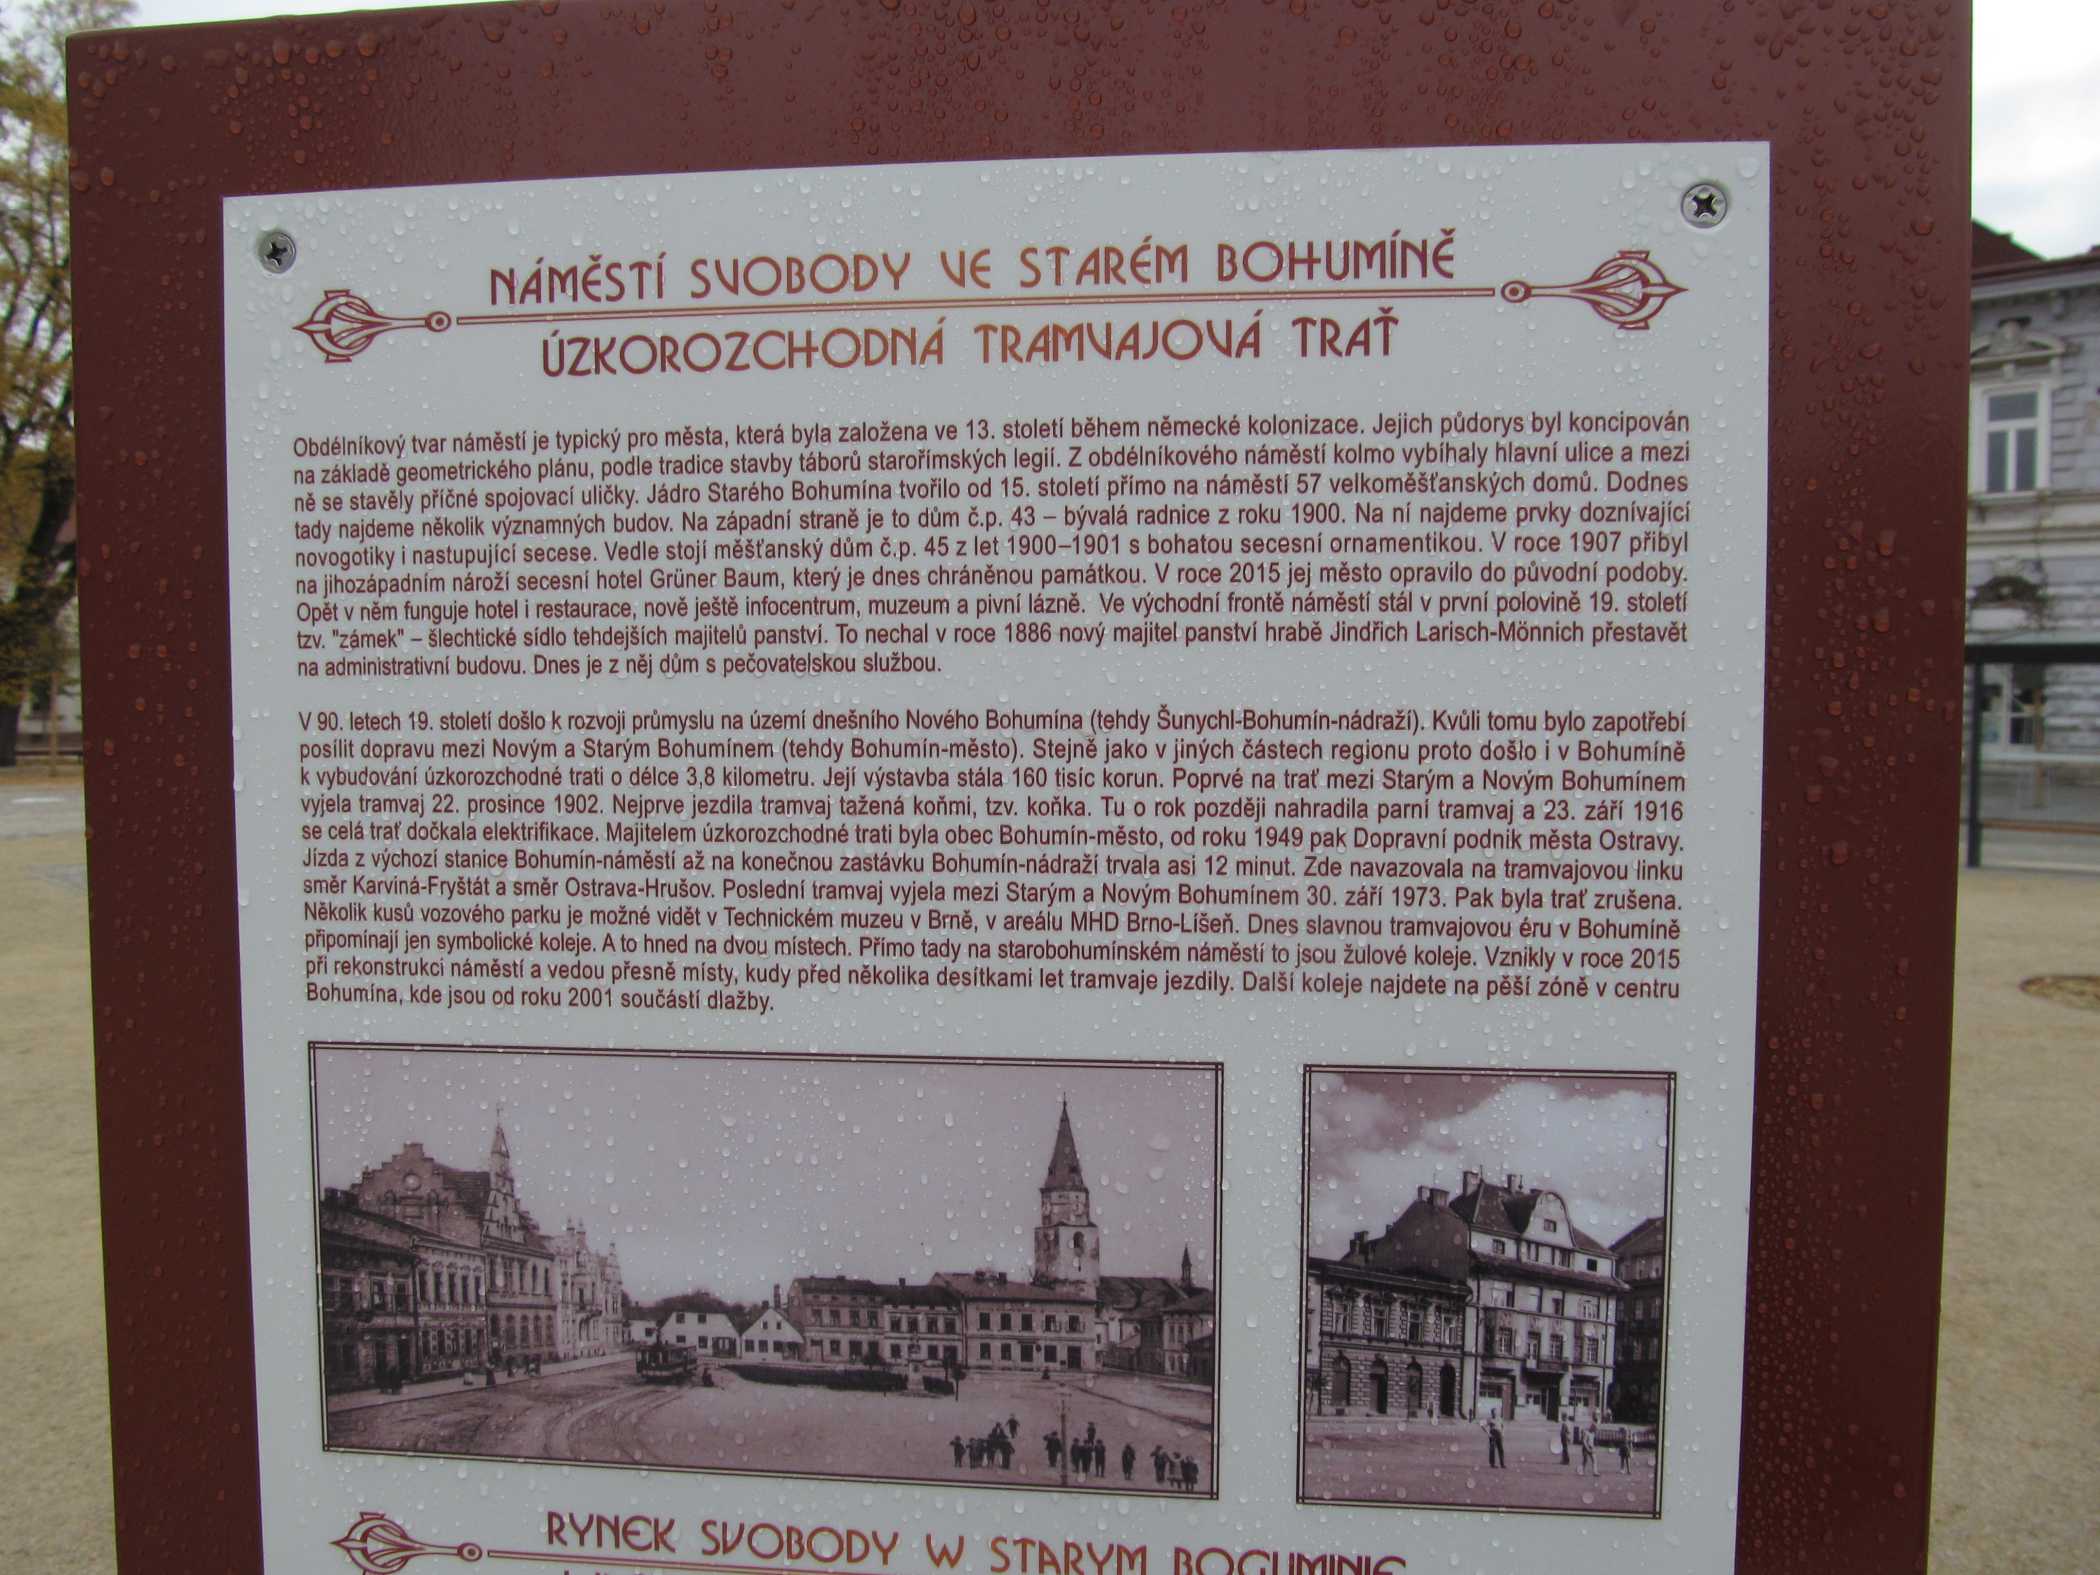 NÁMĚSTÍ SVOBODY VE STARÉM BOHUMÍNĚ
ÚZKOROZCHODNÁ TRAMVAJOVÁ TRAŤ
Obdélníkový tvar náměstí je typický pro města, která byla založena ve 13. století během německé kolonizace. Jejich půdorys byl koncipován
na základě geometrického plánu, podle tradice stavby táborů starořímských legií. Z obdélníkového náměstí kolmo vybíhaly hlavní ulice a mezi
ně se stavěly příčné spojovací uličky. Jádro Starého Bohumína tvořilo od 15. století přímo na náměstí 57 velkoměšťanských domů. Dodnes
tady najdeme několik významných budov. Na západní straně je to dům č.p. 43 – bývalá radnice z roku 1900. Na ní najdeme prvky doznívající
novogotiky i nastupující secese. Vedle stojí měšťanský dům č.p. 45 z let 1900–1901 s bohatou secesní ornamentikou. V roce 1907 přibyl
na jihozápadním nároží secesní hotel Grüner Baum, který je dnes chráněnou památkou. V roce 2015 jej město opravilo do původní podoby.
Opět v něm funguje hotel i restaurace, nově ještě infocentrum, muzeum a pivní lázně. Ve východní frontě náměstí stál v první polovině 19. století
tzv. "zámek" – šlechtické sídlo tehdejších majitelů panství. To nechal v roce 1886 nový majitel panství hrabě Jindřich Larisch-Mönnich přestavět
na administrativní budovu. Dnes je z něj dům s pečovatelskou službou.
V 90. letech 19. století došlo k rozvoji průmyslu na území dnešního Nového Bohumína (tehdy Šunychl-Bohumín-nádraží). Kvůli tomu bylo zapotřebí
posílit dopravu mezi Novým a Starým Bohumínem (tehdy Bohumín-město). Stejně jako v jiných částech regionu proto došlo i v Bohumíně
k vybudování úzkorozchodné trati o délce 3,8 kilometru. Její výstavba stála 160 tisíc korun. Poprvé na trať mezi Starým a Novým Bohumínem
vyjela tramvaj 22. prosince 1902. Nejprve jezdila tramvaj tažená koňmi, tzv. koňka. Tu o rok později nahradila parní tramvaj a 23. září 1916
se celá trať dočkala elektrifikace. Majitelem úzkorozchodné trati byla obec Bohumín-město, od roku 1949 pak Dopravní podnik města Ostravy.
Jízda z výchozí stanice Bohumín-náměstí až na konečnou zastávku Bohumín-nádraží trvala asi 12 minut. Zde navazovala na tramvajovou linku
směr Karviná-Fryštát a směr Ostrava-Hrušov. Poslední tramvaj vyjela mezi Starým a Novým Bohumínem 30. září 1973. Pak byla trať zrušena.
Několik kusů vozového parku je možné vidět v Technickém muzeu v Brně, v areálu MHD Brno-Líšeň. Dnes slavnou tramvajovou éru v Bohumíně
připomínají jen symbolické koleje. A to hned na dvou místech. Přímo tady na starobohumínském náměstí to jsou žulové koleje. Vznikly v roce 2015
při rekonstrukci náměstí a vedou přesně místy, kudy před několika desítkami let tramvaje jezdily. Další koleje najdete na pěší zóně v centru
Bohumína, kde jsou od roku 2001 součástí dlažby.
RYNEK SVOBODY W STARYM BOGUMINIE